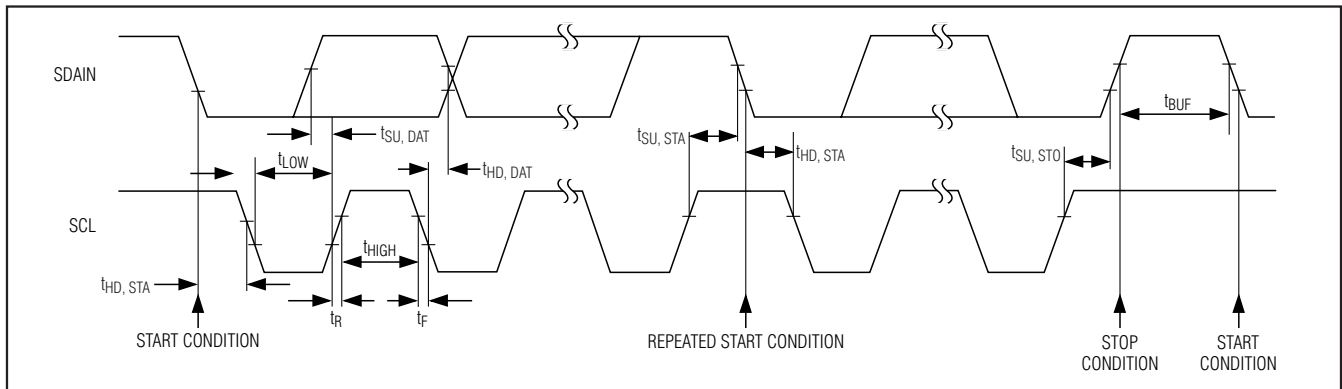 SDAIN
tSU, DAT
tLOW
tHD, DAT
tSU, STA
tHD, STA
tBUF
tSU, STO
SCL
tHIGH
tHD, STA
tR
tF
START CONDITION
REPEATED START CONDITION
STOP
CONDITION
START
CONDITION